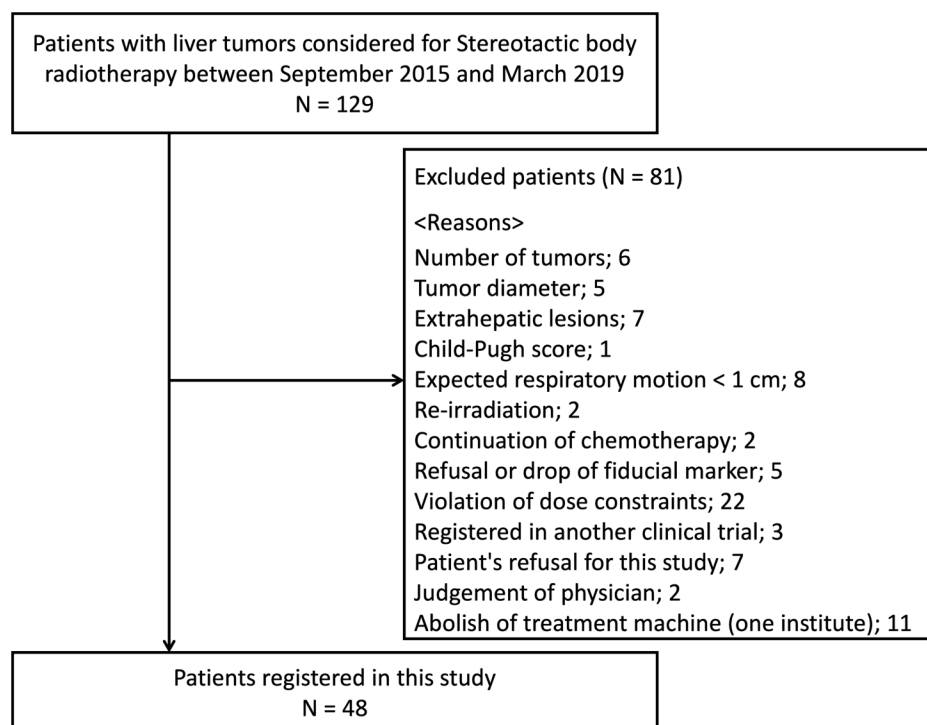 Patients with liver tumors considered for Stereotactic body
radiotherapy between September 2015 and March 2019
N = 129
Excluded patients (N = 81)
<Reasons>
Number of tumors; 6
Tumor diameter; 5
Extrahepatic lesions; 7
Child-Pugh score; 1
Expected respiratory motion < 1 cm; 8
Re-irradiation; 2
Continuation of chemotherapy; 2
Refusal or drop of fiducial marker; 5
Violation of dose constraints; 22
Registered in another clinical trial; 3
Patient's refusal for this study; 7
Judgement of physician; 2
Abolish of treatment machine (one institute); 11
Patients registered in this study
N = 48